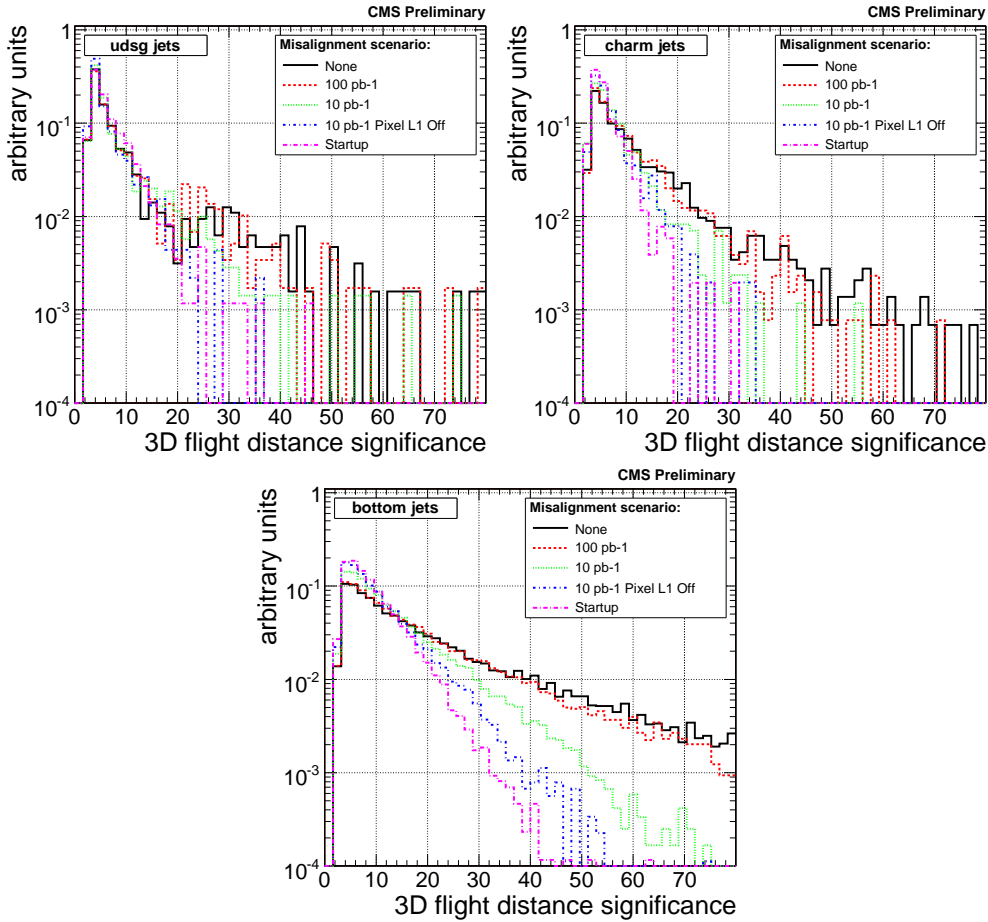 CMS Preliminary
arbitrary units
1
10^-1
10^-2
10^-3
10^-4
udsg jets
Misalignment scenario:
None
100 pb-1
10 pb-1
10 pb-1 Pixel L1 Off
Startup
0 10 20 30 40 50 60 70
3D flight distance significance
CMS Preliminary
arbitrary units
1
10^-1
10^-2
10^-3
10^-4
charm jets
Misalignment scenario:
None
100 pb-1
10 pb-1
10 pb-1 Pixel L1 Off
Startup
0 10 20 30 40 50 60 70
3D flight distance significance
CMS Preliminary
arbitrary units
1
10^-1
10^-2
10^-3
10^-4
bottom jets
Misalignment scenario:
None
100 pb-1
10 pb-1
10 pb-1 Pixel L1 Off
Startup
0 10 20 30 40 50 60 70
3D flight distance significance